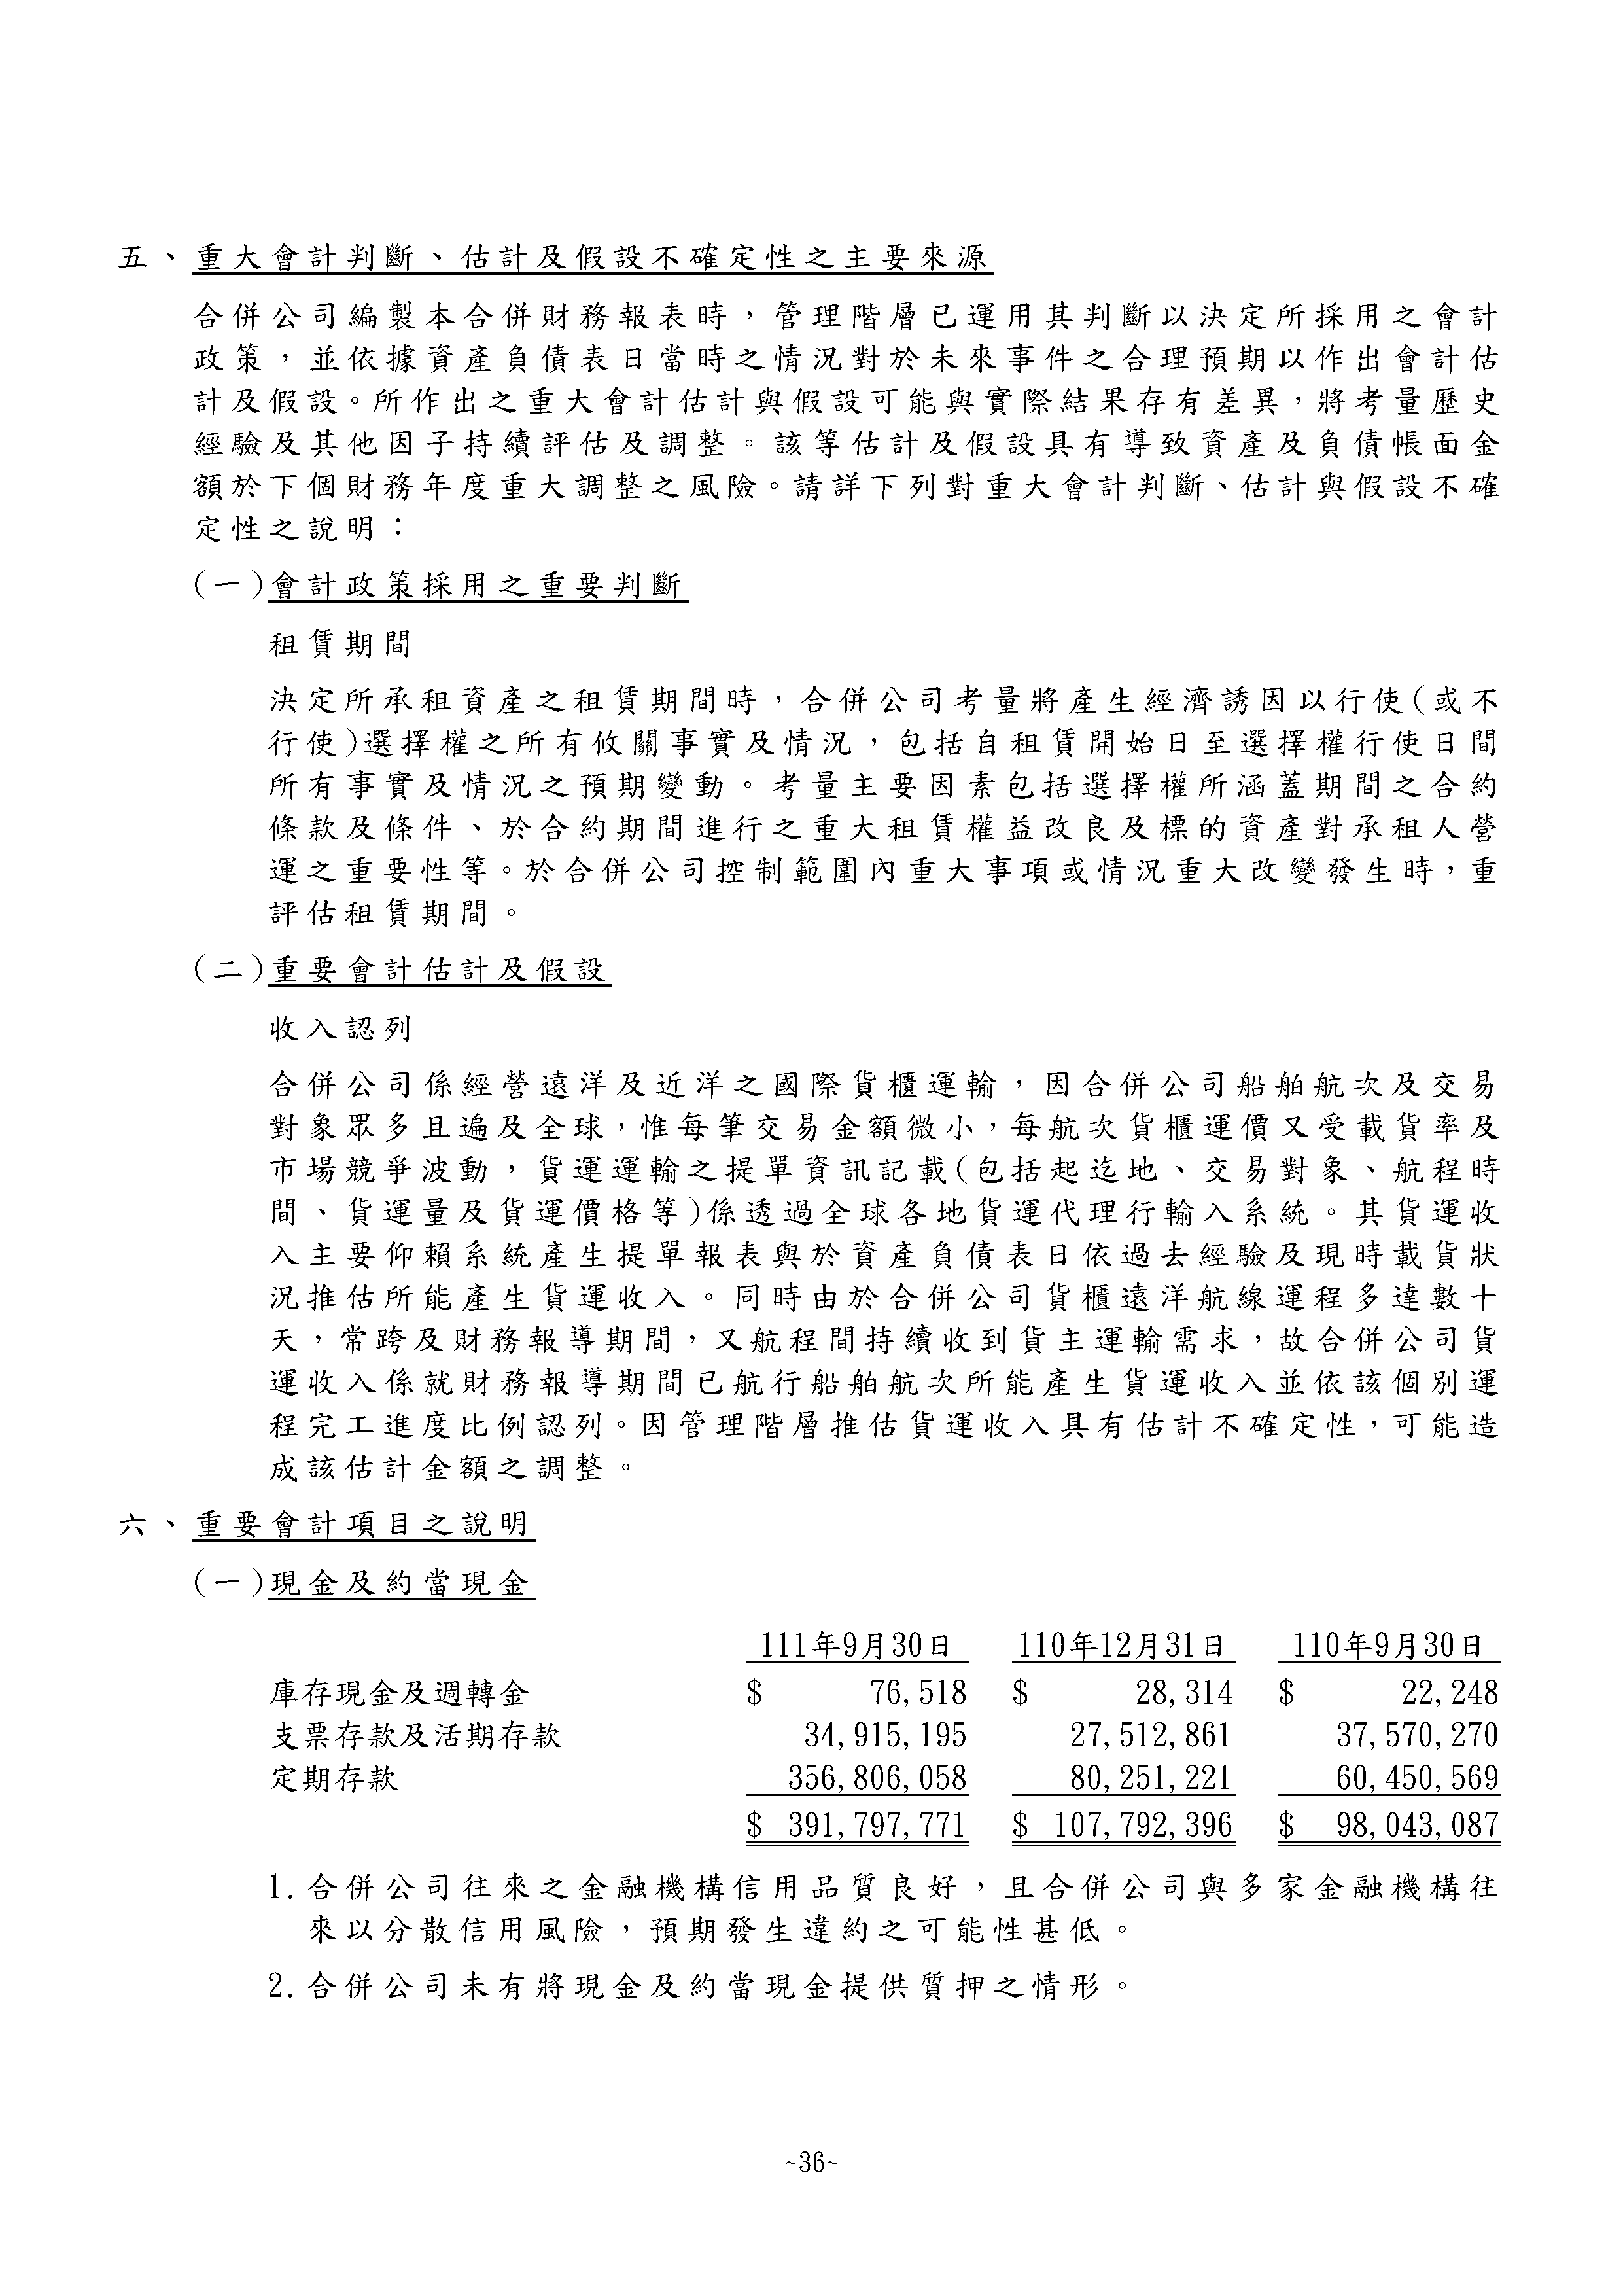 五、重大會計判斷、估計及假設不確定性之主要來源
合併公司編製本合併財務報表時，管理階層已運用其判斷以決定所採用之會計
政策，並依據資產負債表日當時之情況對於未來事件之合理預期以作出會計估
計及假設。所作出之重大會計估計與假設可能與實際結果存有差異，將考量歷史
經驗及其他因子持續評估及調整。該等估計及假設具有導致資產及負債帳面金
額於下個財務年度重大調整之風險。請詳下列對重大會計判斷、估計與假設不確
定性之說明：
(一)會計政策採用之重要判斷
租賃期間
決定所承租資產之租賃期間時，合併公司考量將產生經濟誘因以行使(或不
行使)選擇權之所有攸關事實及情況，包括自租賃開始日至選擇權行使日間
所有事實及情況之預期變動。考量主要因素包括選擇權所涵蓋期間之合約
條款及條件、於合約期間進行之重大租賃權益改良及標的資產對承租人營
運之重要性等。於合併公司控制範圍內重大事項或情況重大改變發生時，重
評估租賃期間。
(二)重要會計估計及假設
收入認列
合併公司係經營遠洋及近洋之國際貨櫃運輸，因合併公司船舶航次及交易
對象眾多且遍及全球，惟每筆交易金額微小，每航次貨櫃運價又受載貨率及
市場競爭波動，貨運運輸之提單資訊記載(包括起迄地、交易對象、航程時
間、貨運量及貨運價格等)係透過全球各地貨運代理行輸入系統。其貨運收
入主要仰賴系統產生提單報表與於資產負債表日依過去經驗及現時載貨狀
況推估所能產生貨運收入。同時由於合併公司貨櫃遠洋航線運程多達數十
天，常跨及財務報導期間，又航程間持續收到貨主運輸需求，故合併公司貨
運收入係就財務報導期間已航行船舶航次所能產生貨運收入並依該個別運
程完工進度比例認列。因管理階層推估貨運收入具有估計不確定性，可能造
成該估計金額之調整。
六、重要會計項目之說明
(一)現金及約當現金
111年9月30日 110年12月31日 110年9月30日
庫存現金及週轉金 $ 76,518 $ 28,314 $ 22,248
支票存款及活期存款 34,915,195 27,512,861 37,570,270
定期存款 356,806,058 80,251,221 60,450,569
$ 391,797,771 $ 107,792,396 $ 98,043,087
1.合併公司往來之金融機構信用品質良好，且合併公司與多家金融機構往
來以分散信用風險，預期發生違約之可能性甚低。
2.合併公司未有將現金及約當現金提供質押之情形。
~36~